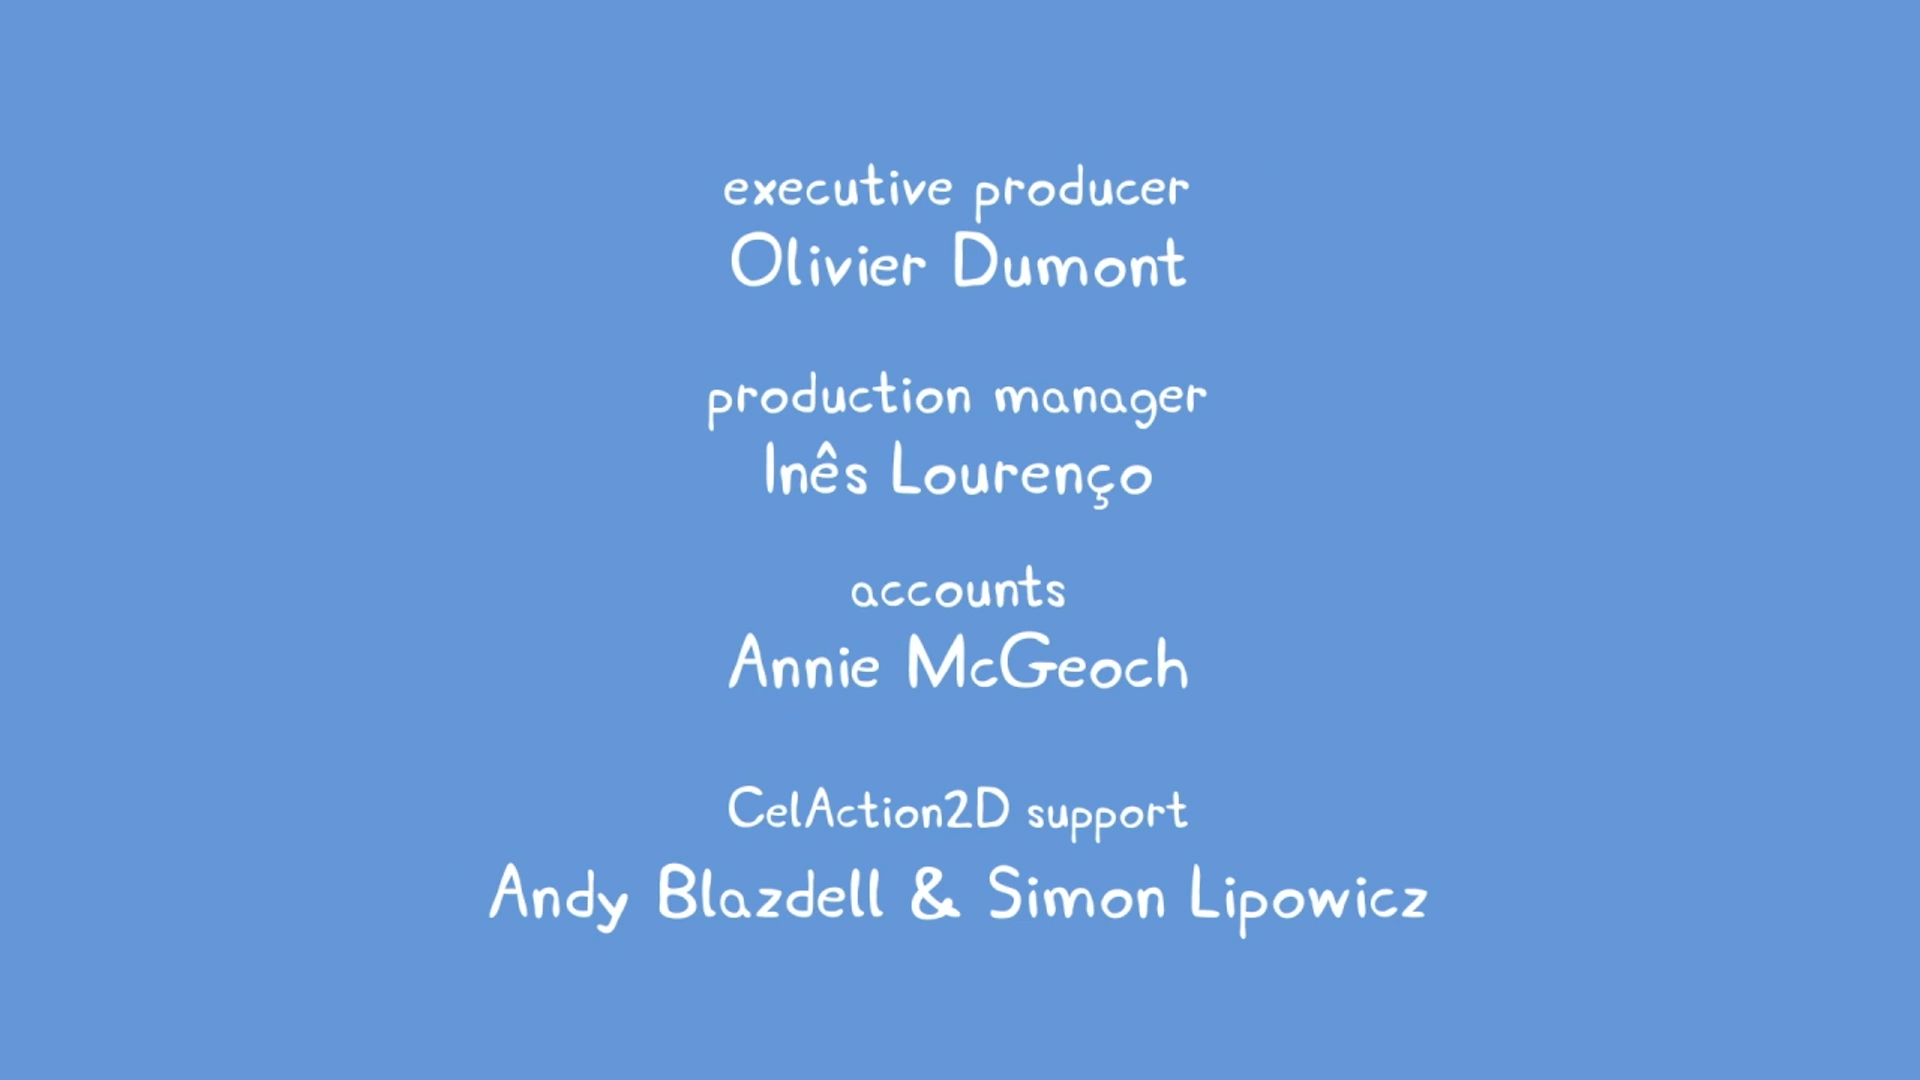 executive producer
Olivier Dumont
production manager
Inês Lourenço
accounts
Annie McGeoch
CelAction2D support
Andy Blazdell & Simon Lipowicz